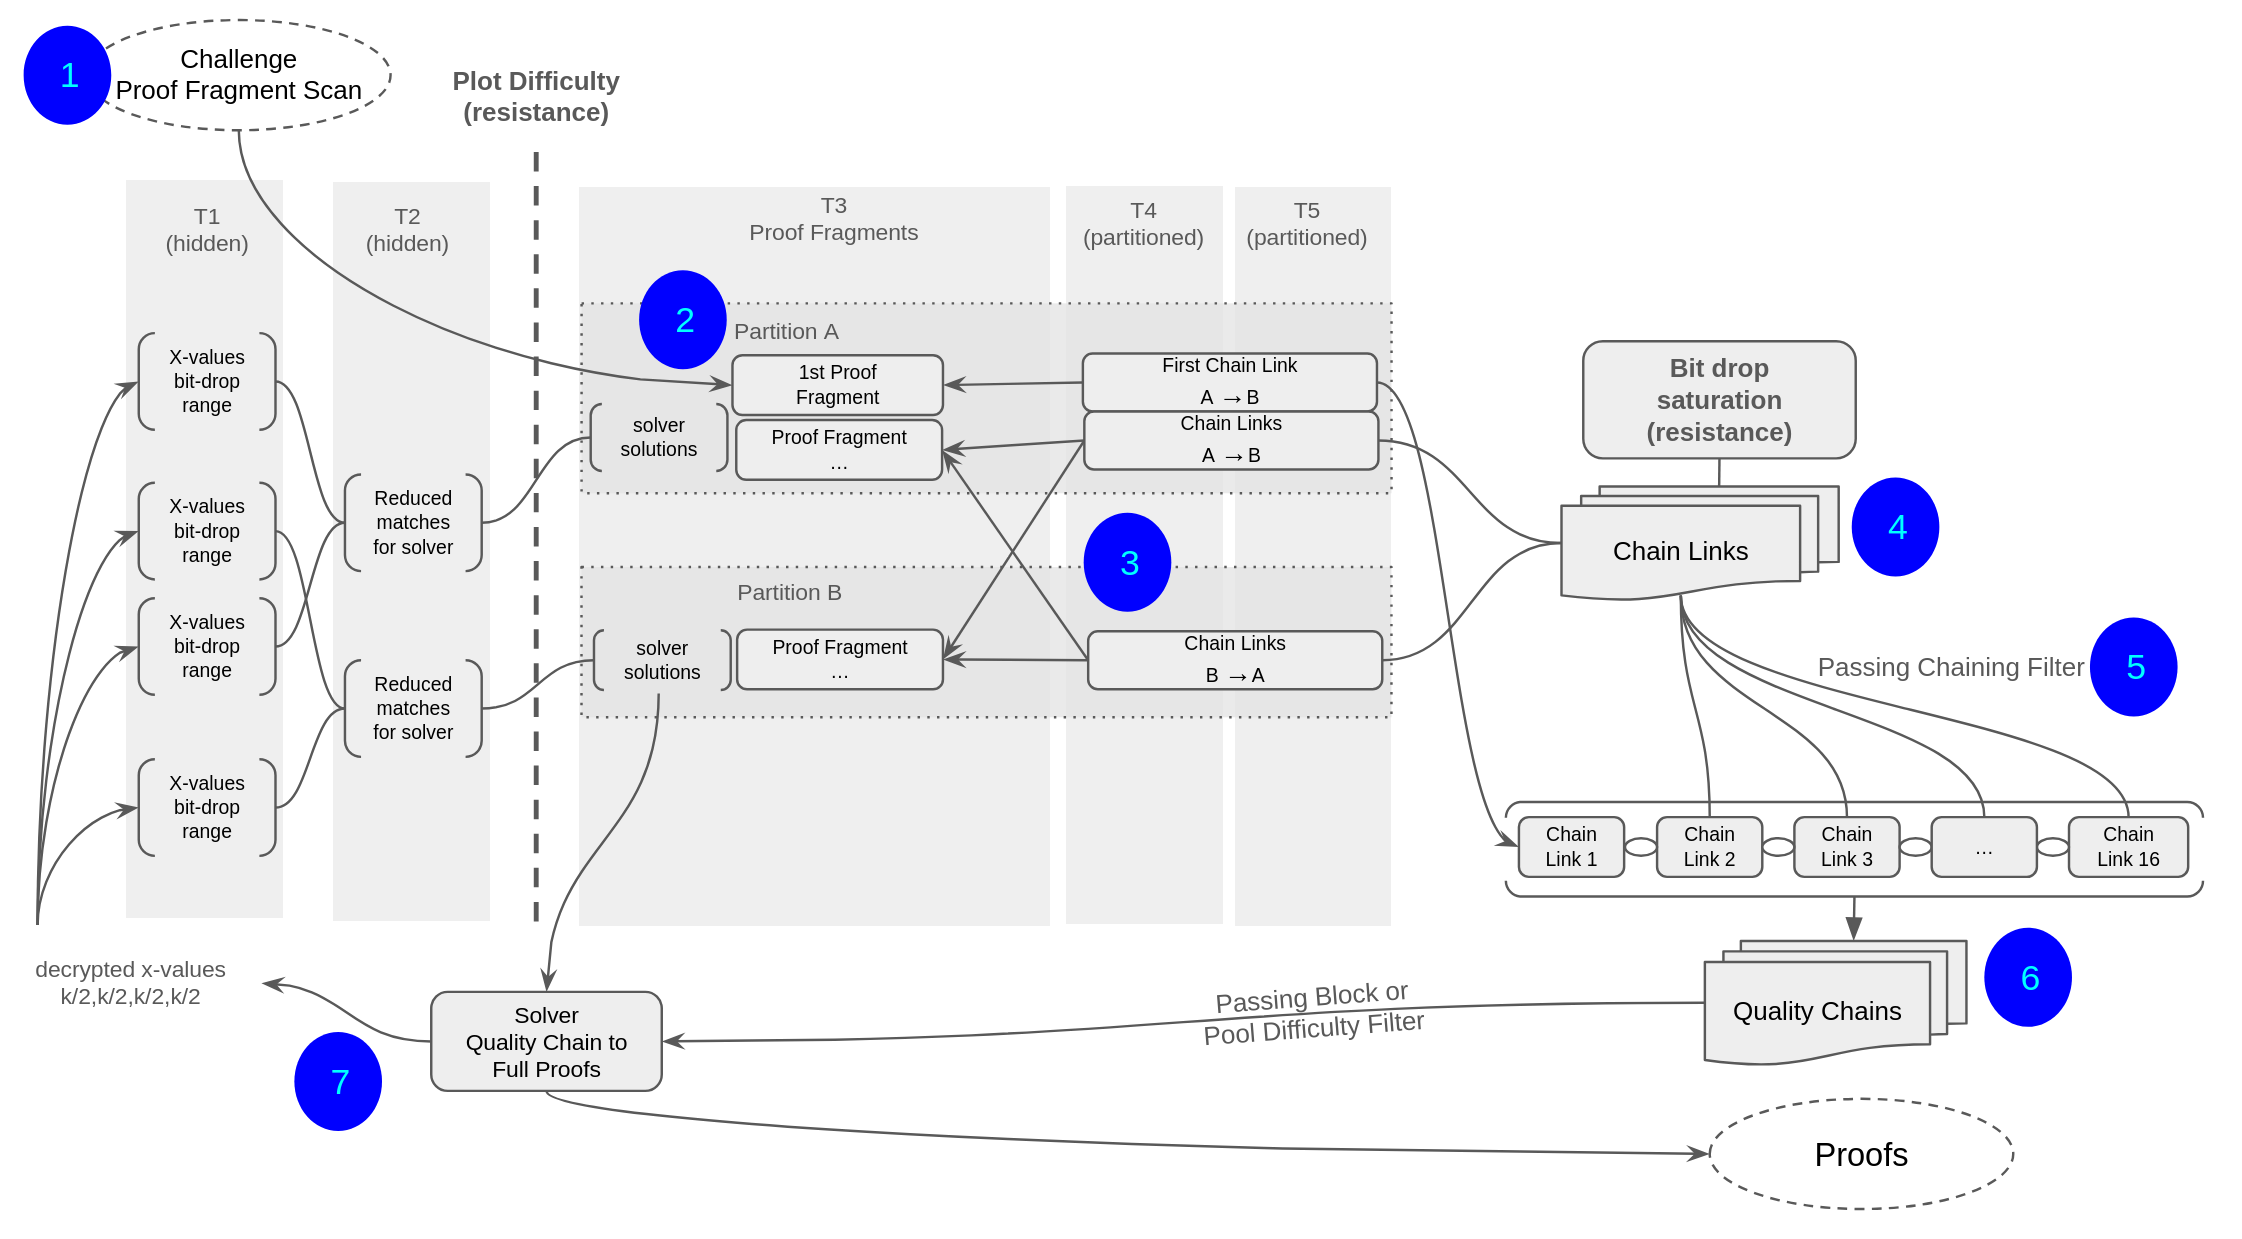 1
Challenge
Proof Fragment Scan
Plot Difficulty
(resistance)
T1
(hidden)
T2
(hidden)
T3
Proof Fragments
T4
(partitioned)
T5
(partitioned)
2
Partition A
X-values
bit-drop
range
X-values
bit-drop
range
X-values
bit-drop
range
X-values
bit-drop
range
Reduced
matches
for solver
Reduced
matches
for solver
solver
solutions
1st Proof
Fragment
Proof Fragment
...
First Chain Link
A →B
Chain Links
A →B
3
Partition B
solver
solutions
Proof Fragment
...
Chain Links
B →A
Bit drop
saturation
(resistance)
Chain Links
4
Passing Chaining Filter
5
Chain
Link 1
Chain
Link 2
Chain
Link 3
...
Chain
Link 16
Quality Chains
6
Passing Block or
Pool Difficulty Filter
decrypted x-values
k/2,k/2,k/2,k/2
Solver
Quality Chain to
Full Proofs
7
Proofs